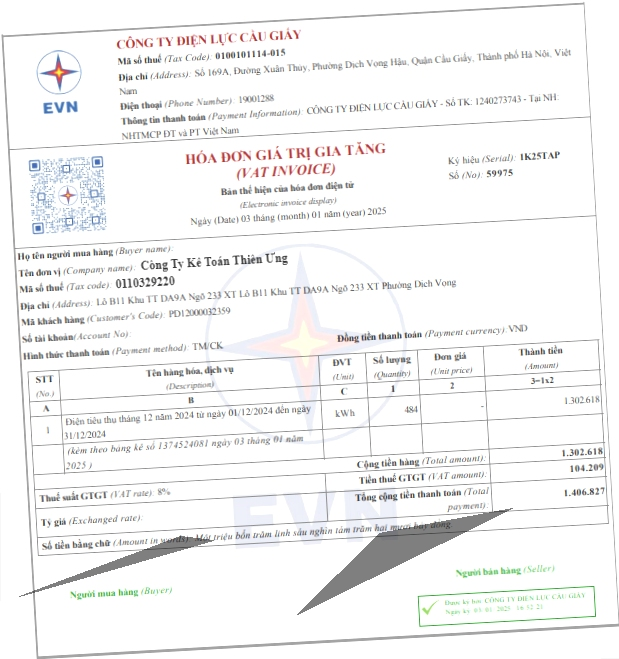 CÔNG TY ĐIỆN LỰC CẦU GIẤY
Mã số thuế (Tax Code): 0100101114-015
Địa chỉ (Address): Số 169A, Đường Xuân Thủy, Phường Dịch Vọng Hậu, Quận Cầu Giấy, Thành phố Hà Nội, Việt
Nam
Điện thoại (Phone Number): 19001288
Thông tin thanh toán (Payment Information): CÔNG TY ĐIỆN LỰC CẦU GIẤY - Số TK: 1240273743 - Tại NH:
NHTMCP ĐT và PT Việt Nam
EVN
HÓA ĐƠN GIÁ TRỊ GIA TĂNG
(VAT INVOICE)
Bản thể hiện của hóa đơn điện tử
(Electronic invoice display)
Ngày (Date) 03 tháng (month) 01 năm (year) 2025
Ký hiệu (Serial): 1K25TAP
Số (No): 59975
Họ tên người mua hàng (Buyer name):
Tên đơn vị (Company name): Công Ty Kế Toán Thiên Ưng
Mã số thuế (Tax code): 0110329220
Địa chỉ (Address): Lô B11 Khu TT DA9A Ngõ 233 XT Lô B11 Khu TT DA9A Ngõ 233 XT Phường Dịch Vọng
Mã khách hàng (Customer's Code): PD12000032359
Số tài khoản/Account No):
Hình thức thanh toán (Payment method): TM/CK
Đồng tiền thanh toán (Payment currency): VND
STT (No.) Tên hàng hóa, dịch vụ (Description) ĐVT (Unit) Số lượng (Quantity) Đơn giá (Unit price) Thành tiền (Amount)
A B C 1 2 3=1x2
1 Điện tiêu thụ tháng 12 năm 2024 từ ngày 01/12/2024 đến ngày 31/12/2024 kWh 484 - 1.302.618
(kèm theo bảng kê số 1374524081 ngày 03 tháng 01 năm
2025 )
Cộng tiền hàng (Total amount): 1.302.618
Thuế suất GTGT (VAT rate): 8% Tiền thuế GTGT (VAT amount): 104.209
Tỷ giá (Exchanged rate): Tổng cộng tiền thanh toán (Total payment): 1.406.827
Số tiền bằng chữ (Amount in words): Một triệu bốn trăm linh sáu nghìn tám trăm hai mươi bảy đồng
EVN
Người mua hàng (Buyer)
Người bán hàng (Seller)
Được ký bởi: CÔNG TY ĐIỆN LỰC CẦU GIẤY
Ngày ký: 03 01 2025 16:52:21